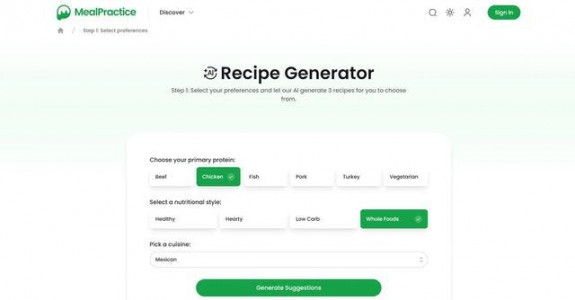 MealPractice
Discover
Sign In
/ Step 1: Select preferences
AI Recipe Generator
Step 1: Select your preferences and let our AI generate 3 recipes for you to choose
from.
Choose your primary protein:
Beef Chicken Fish Pork Turkey Vegetarian
Select a nutritional style:
Healthy Hearty Low Carb Whole Foods
Pick a cuisine:
Mexican
Generate Suggestions